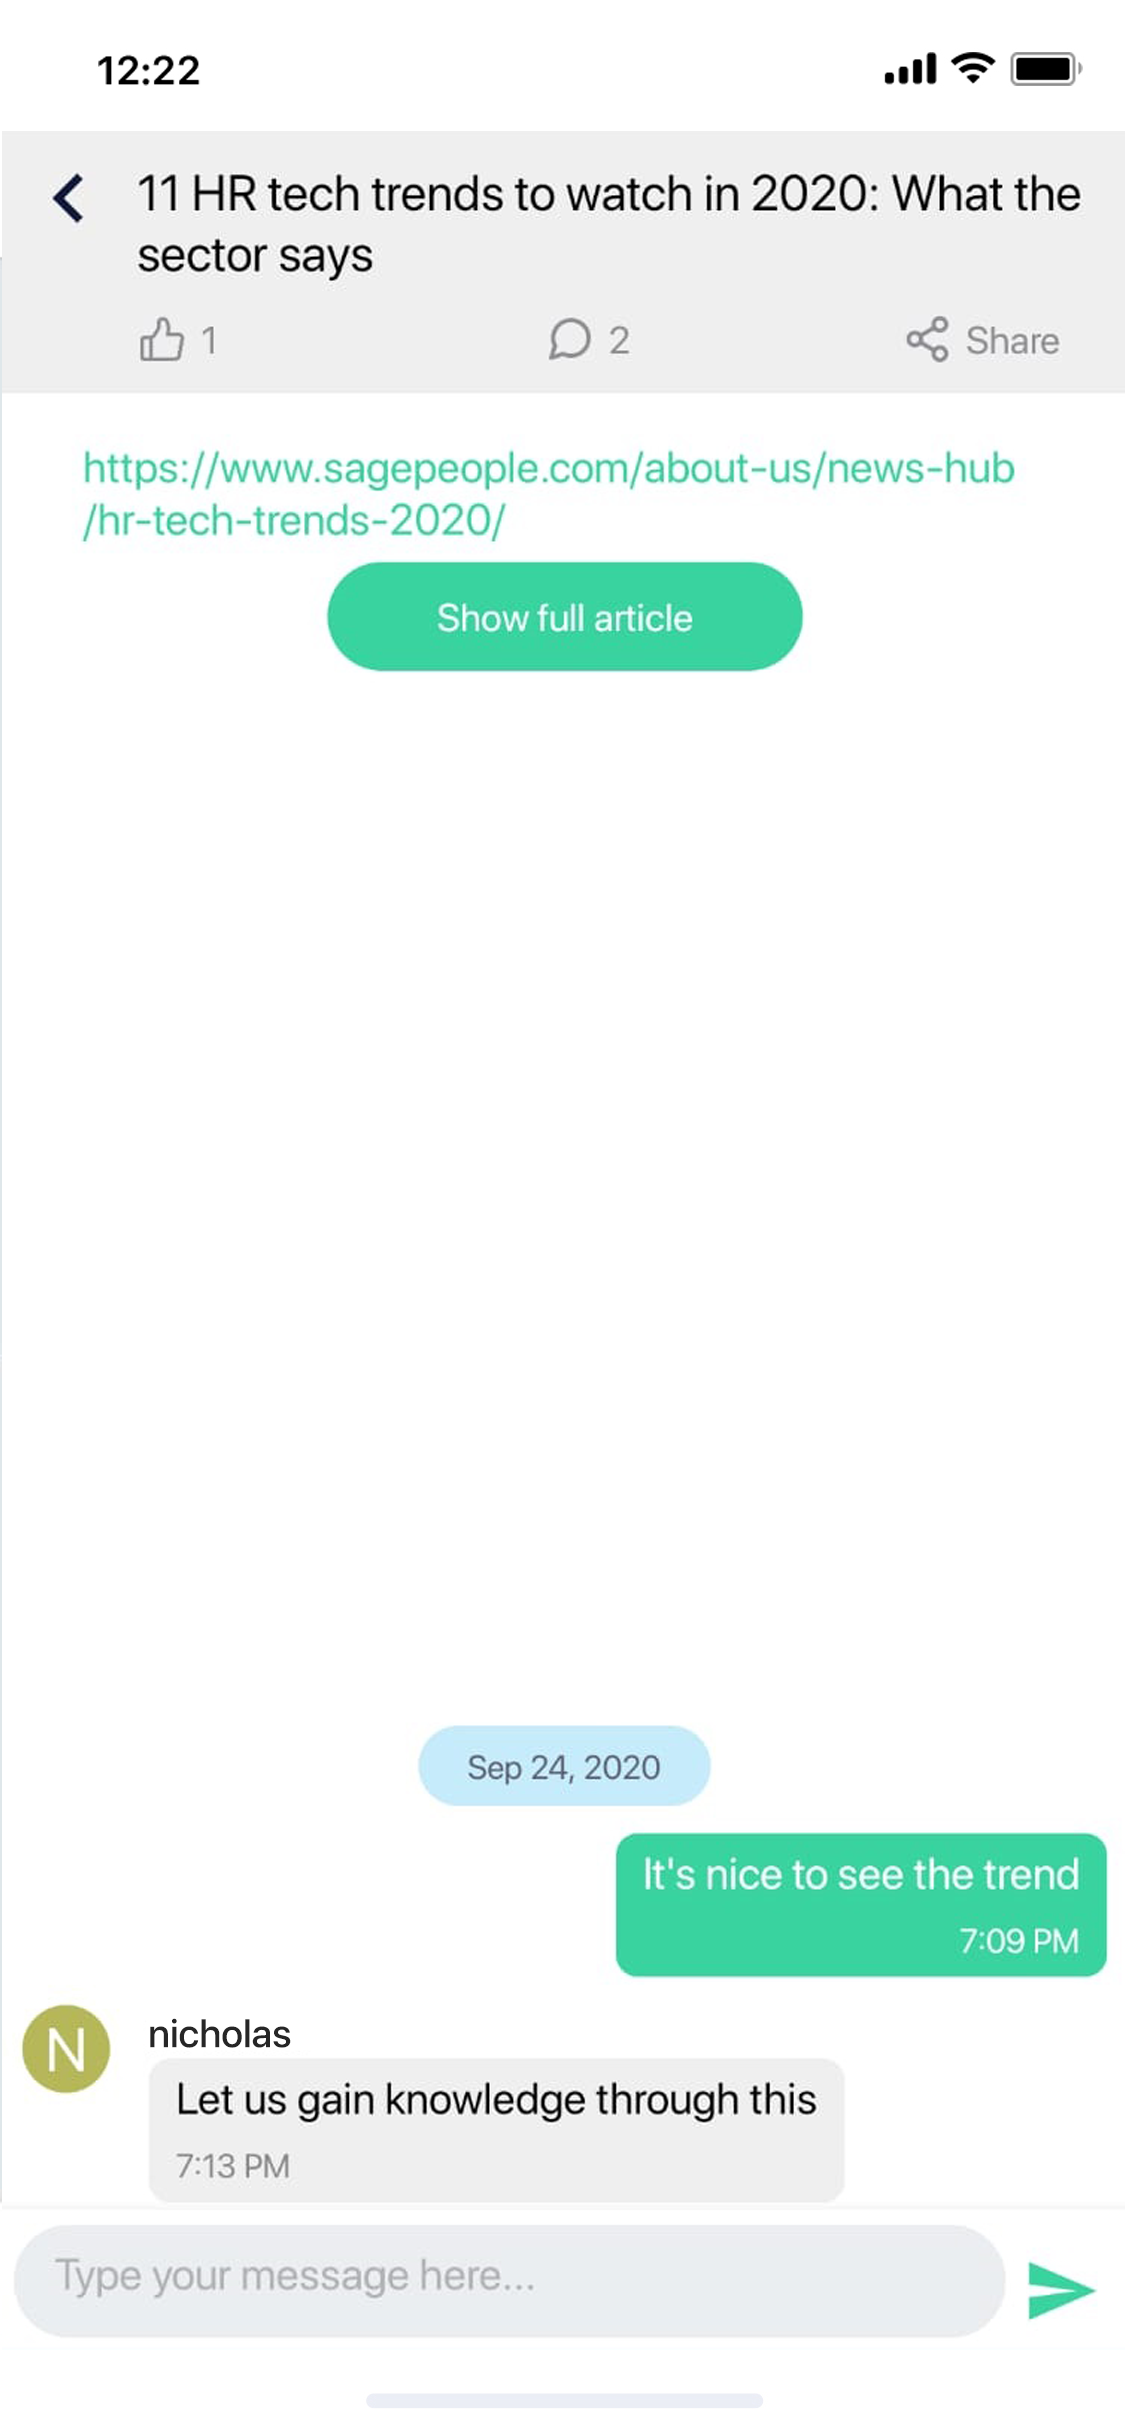 12:22
11 HR tech trends to watch in 2020: What the
sector says
1
2
Share
https://www.sagepeople.com/about-us/news-hub
/hr-tech-trends-2020/
Show full article
Sep 24, 2020
It's nice to see the trend
7:09 PM
N
nicholas
Let us gain knowledge through this
7:13 PM
Type your message here...